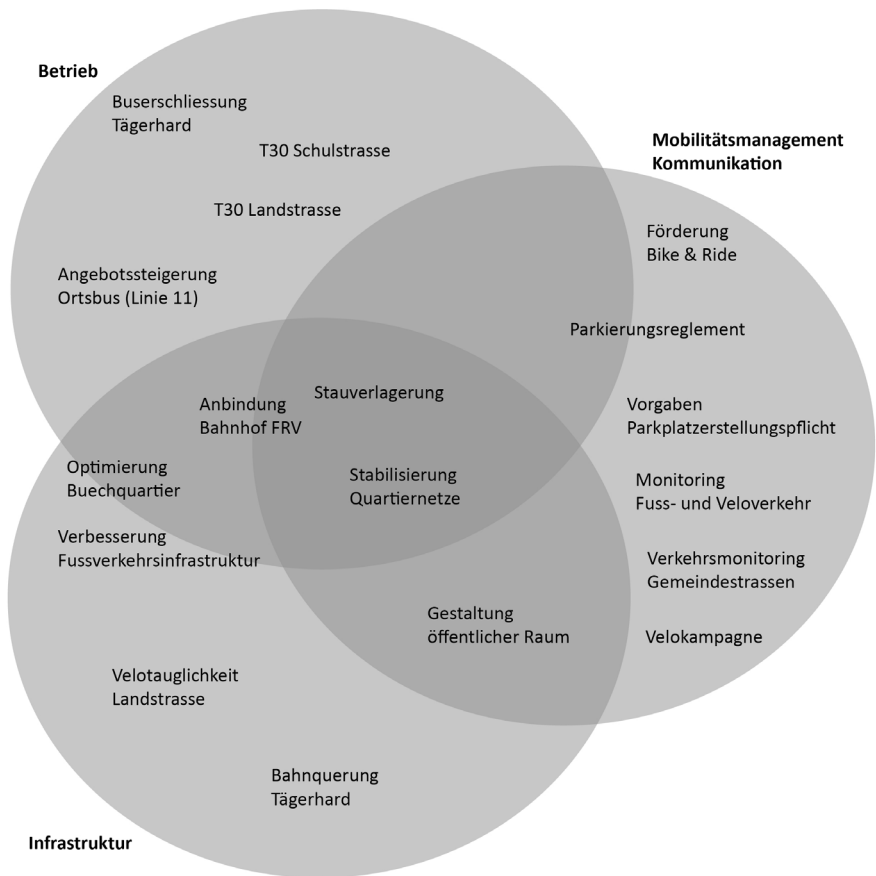 Betrieb
Buserschliessung
Tägerhard
T30 Schulstrasse
T30 Landstrasse
Angebotssteigerung
Ortsbus (Linie 11)
Mobilitätsmanagement
Kommunikation
Förderung
Bike & Ride
Parkierungsreglement
Vorgaben
Parkplatzerstellungspflicht
Monitoring
Fuss- und Veloverkehr
Verkehrsmonitoring
Gemeindestrassen
Velokampagne
Stauverlagerung
Anbindung
Bahnhof FRV
Stabilisierung
Quartiernetze
Optimierung
Buechquartier
Verbesserung
Fussverkehrsinfrastruktur
Gestaltung
öffentlicher Raum
Velotauglichkeit
Landstrasse
Bahnquerung
Tägerhard
Infrastruktur